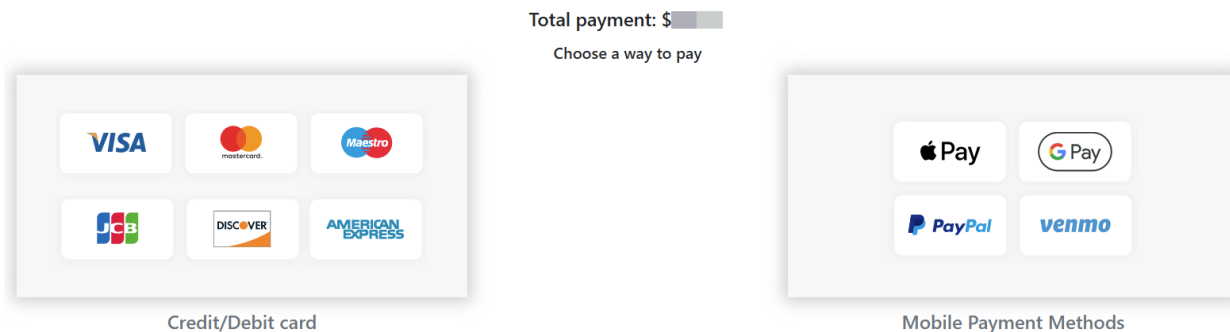 Total payment: $
Choose a way to pay
VISA
mastercard.
Maestro
JCB
DISCOVER
AMERICAN
EXPRESS
Credit/Debit card
Pay
G Pay
PayPal
venmo
Mobile Payment Methods